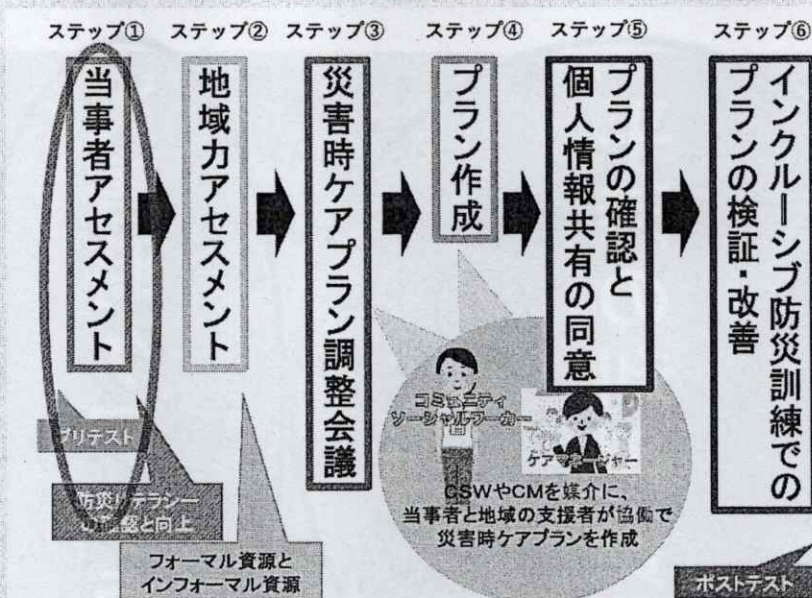 ステップ①
当事者アセスメント
ステップ②
地域力アセスメント
ステップ③
災害時ケアプラン調整会議
ステップ④
プラン作成
ステップ⑤
プランの確認と
個人情報共有の同意
ステップ⑥
インクルーシブ防災訓練での
プランの検証・改善
プリテスト
防災リテラシー
の確認と向上
フォーマル資源と
インフォーマル資源
コミュニティ
ソーシャルワーカー
ケアマネージャー
CSWやCMを媒介に、
当事者と地域の支援者が協働で
災害時ケアプランを作成
ポストテスト